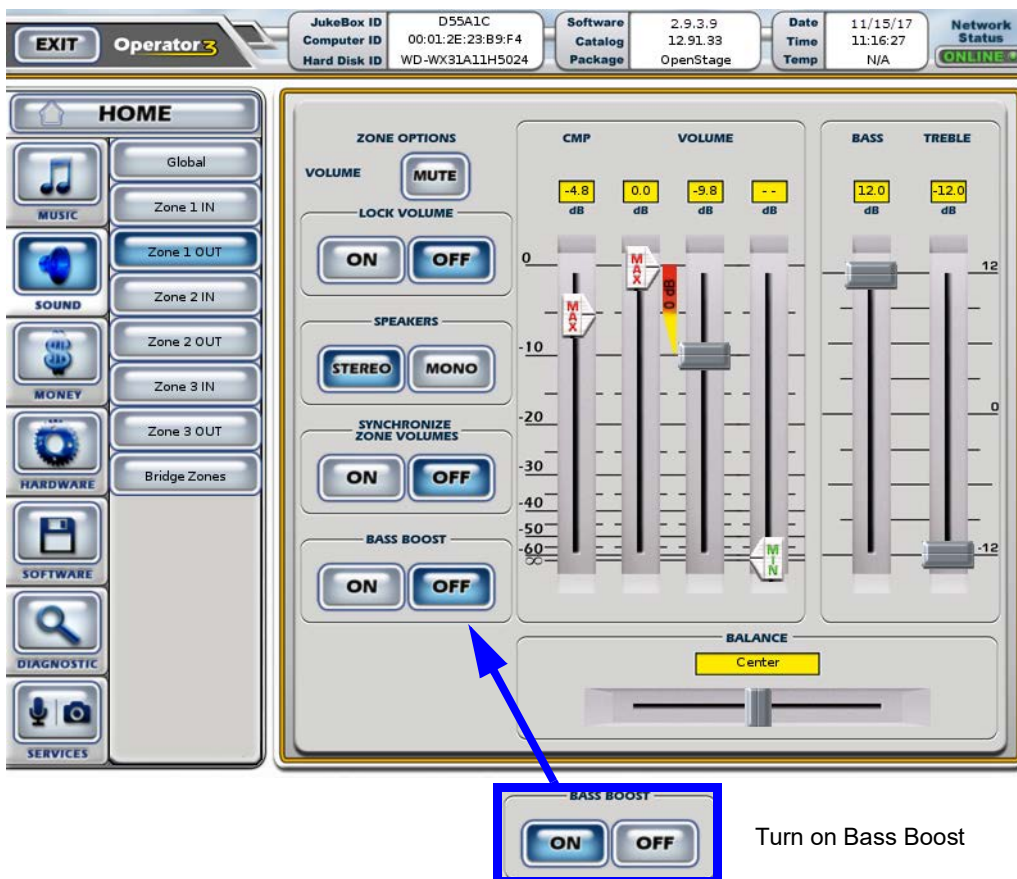 EXIT
Operator 3
JukeBox ID D55A1C
Computer ID 00:01:2E:23:B9:F4
Hard Disk ID WD-WX31A11H5024
Software 2.9.3.9
Catalog 12.91.33
Package OpenStage
Date 11/15/17
Time 11:16:27
Temp N/A
Network
Status
ONLINE
HOME
MUSIC
SOUND
MONEY
HARDWARE
SOFTWARE
DIAGNOSTIC
SERVICES
Global
Zone 1 IN
Zone 1 OUT
Zone 2 IN
Zone 2 OUT
Zone 3 IN
Zone 3 OUT
Bridge Zones
ZONE OPTIONS
VOLUME MUTE
LOCK VOLUME
ON OFF
SPEAKERS
STEREO MONO
SYNCHRONIZE
ZONE VOLUMES
ON OFF
BASS BOOST
ON OFF
CMP VOLUME
-4.8 0.0 -9.8 --
dB dB dB dB
0
-10
-20
-30
-40
-50
-60
∞
MAX
MAX
0 dB
MIN
BASS TREBLE
12.0 -12.0
dB dB
12
0
-12
BALANCE
Center
BASS BOOST
ON OFF
Turn on Bass Boost